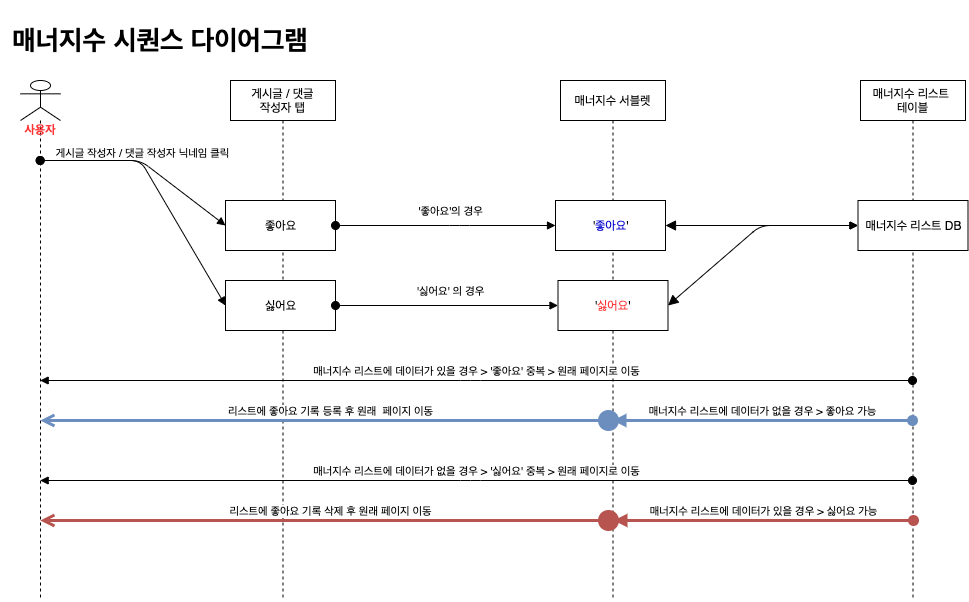 매너지수 시퀀스 다이어그램
게시글 / 댓글
작성자 탭
매너지수 서블렛
매너지수 리스트
테이블
사용자
게시글 작성자 / 댓글 작성자 닉네임 클릭
좋아요
'좋아요'의 경우
'좋아요'
매너지수 리스트 DB
싫어요
'싫어요' 의 경우
'싫어요'
매너지수 리스트에 데이터가 있을 경우 > '좋아요' 중복 > 원래 페이지로 이동
리스트에 좋아요 기록 등록 후 원래 페이지 이동
매너지수 리스트에 데이터가 없을 경우 > 좋아요 가능
매너지수 리스트에 데이터가 없을 경우 > '싫어요' 중복 > 원래 페이지로 이동
리스트에 좋아요 기록 삭제 후 원래 페이지 이동
매너지수 리스트에 데이터가 있을 경우 > 싫어요 가능